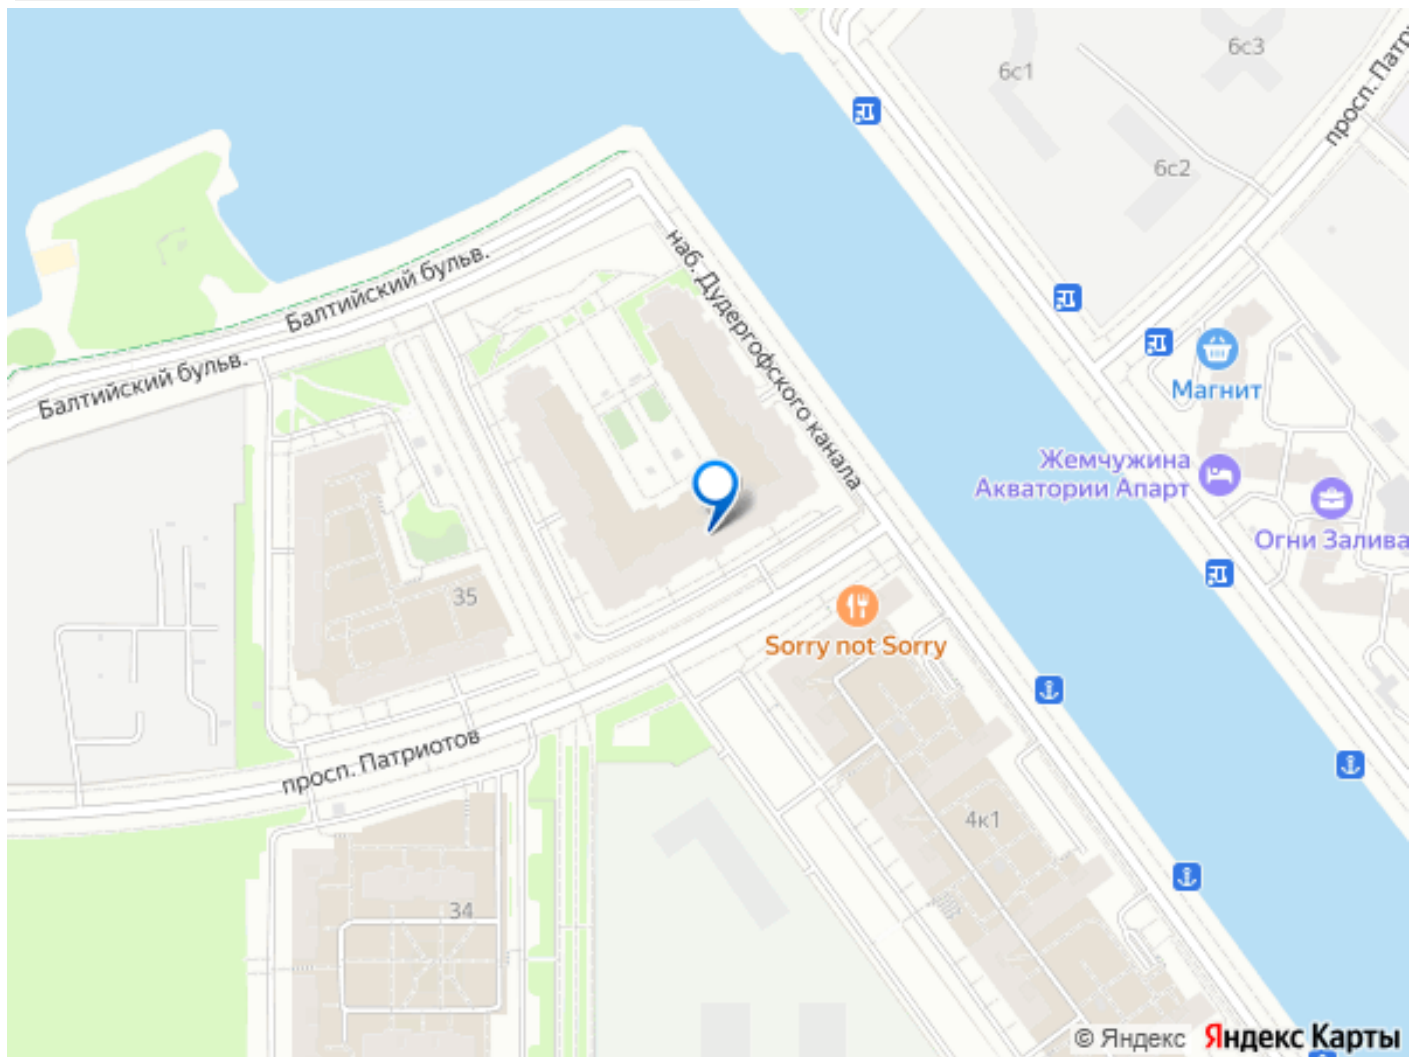 6с3
6с1
просп. Патр
6с2
Балтийский бульв.
наб. Дудергофского канала
Балтийский бульв.
Магнит
Жемчужина
Акватории Апарт
Огни Залива
35
Sorry not Sorry
просп. Патриотов
4к1
34
© Яндекс Яндекс Карты